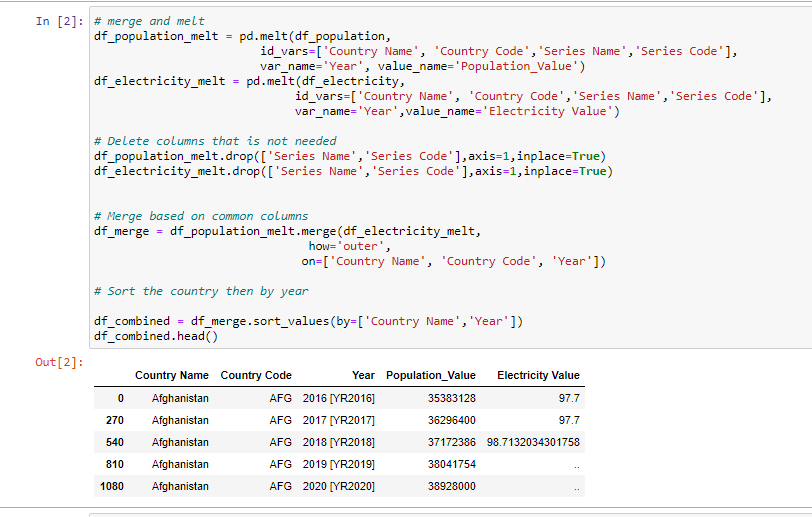 In [2]: # merge and melt
df_population_melt = pd.melt(df_population,
id_vars=['Country Name', 'Country Code','Series Name','Series Code'],
var_name='Year', value_name='Population_Value')
df_electricity_melt = pd.melt(df_electricity,
id_vars=['Country Name', 'Country Code','Series Name','Series Code'],
var_name='Year',value_name='Electricity Value')
# Delete columns that is not needed
df_population_melt.drop(['Series Name','Series Code'],axis=1,inplace=True)
df_electricity_melt.drop(['Series Name','Series Code'],axis=1,inplace=True)
# Merge based on common columns
df_merge = df_population_melt.merge(df_electricity_melt,
how='outer',
on=['Country Name', 'Country Code', 'Year'])
# Sort the country then by year
df_combined = df_merge.sort_values(by=['Country Name','Year'])
df_combined.head()
Out[2]:
Country Name Country Code Year Population_Value Electricity Value
0 Afghanistan AFG 2016 [YR2016] 35383128 97.7
270 Afghanistan AFG 2017 [YR2017] 36296400 97.7
540 Afghanistan AFG 2018 [YR2018] 37172386 98.7132034301758
810 Afghanistan AFG 2019 [YR2019] 38041754 ..
1080 Afghanistan AFG 2020 [YR2020] 38928000 ..